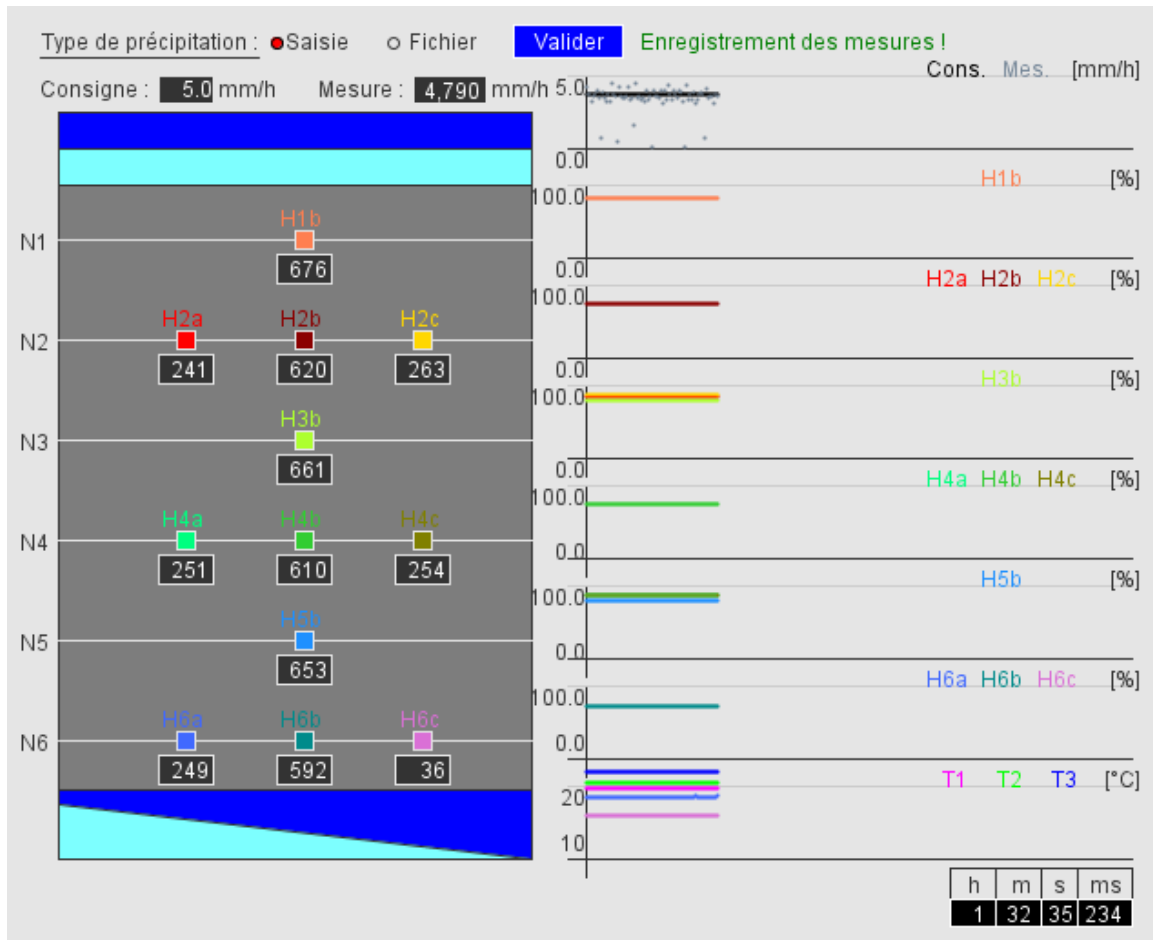 Type de précipitation : Saisie Fichier Valider Enregistrement des mesures !
Cons. Mes. [mm/h]
Consigne : 5.0 mm/h Mesure : 4,790 mm/h 5.0
0.0
H1b [%]
100.0
H1b
N1
676
0.0
H2a H2b H2c [%]
100.0
H2a H2b H2c
N2
241 620 263
0.0
H3b [%]
100.0
H3b
N3
661
0.0
H4a H4b H4c [%]
100.0
H4a H4b H4c
N4
0.0
251 610 254
H5b [%]
100.0
H5b
N5
0.0
653
H6a H6b H6c [%]
100.0
H6a H6b H6c
N6
0.0
249 592 36
T1 T2 T3 [°C]
20
10
h m s ms
1 32 35 234